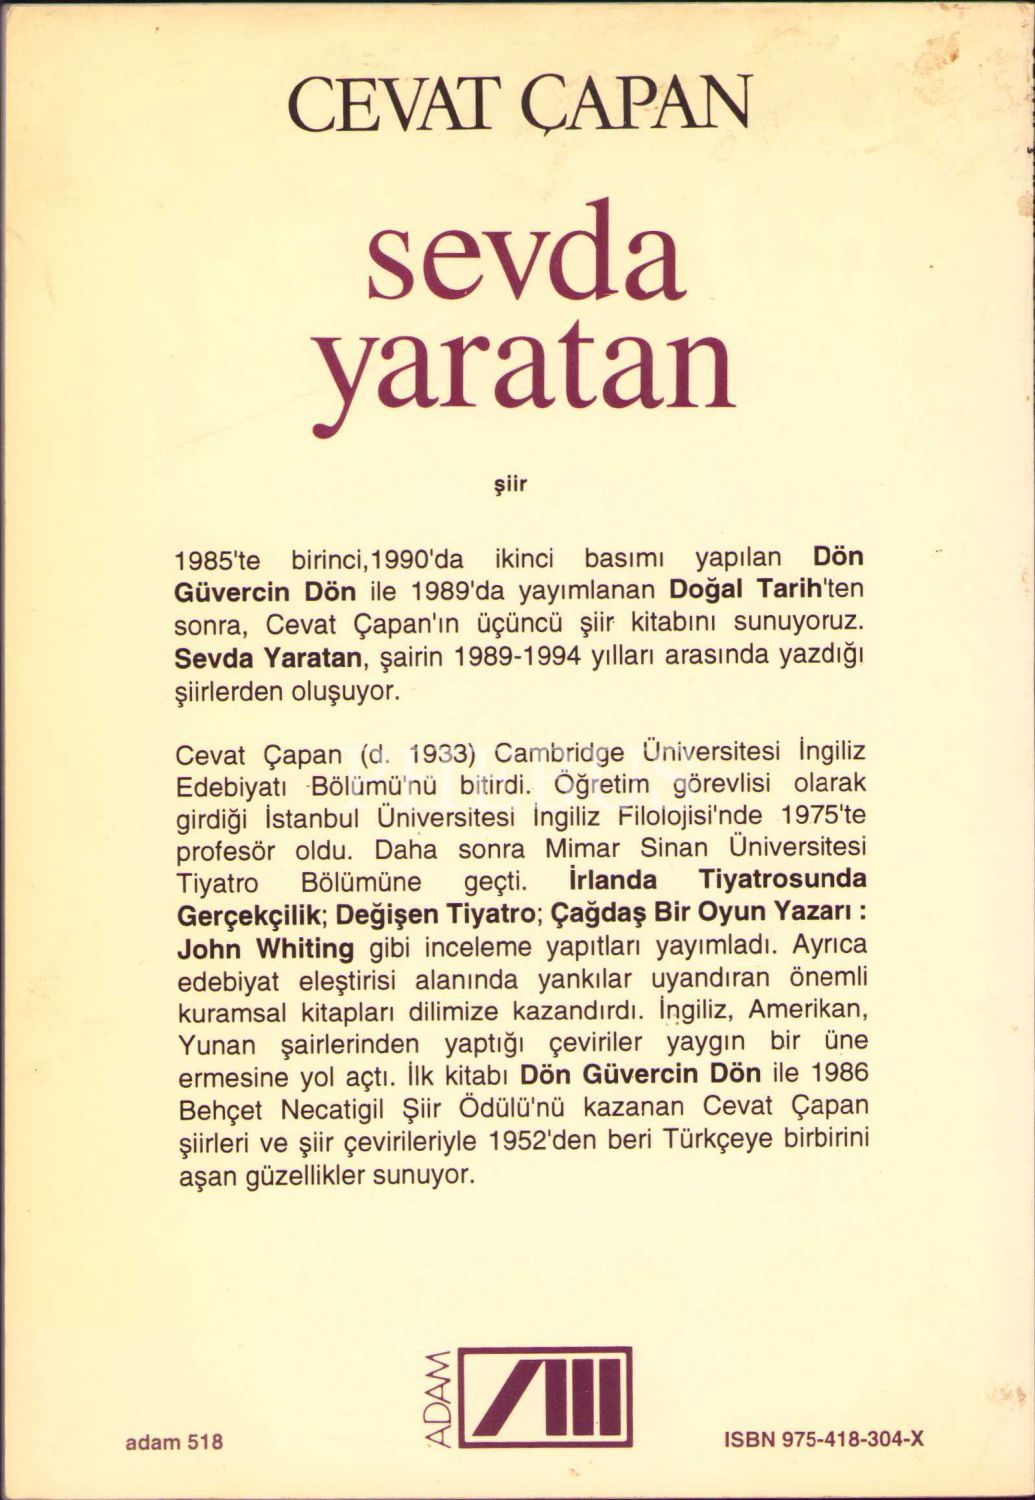 CEVAT ÇAPAN
sevda
yaratan
şiir
1985'te birinci,1990'da ikinci basımı yapılan Dön
Güvercin Dön ile 1989'da yayımlanan Doğal Tarih'ten
sonra, Cevat Çapan'ın üçüncü şiir kitabını sunuyoruz.
Sevda Yaratan, şairin 1989-1994 yılları arasında yazdığı
şiirlerden oluşuyor.
Cevat Çapan (d. 1933) Cambridge Üniversitesi İngiliz
Edebiyatı Bölümü'nü bitirdi. Öğretim görevlisi olarak
girdiği İstanbul Üniversitesi İngiliz Filolojisi'nde 1975'te
profesör oldu. Daha sonra Mimar Sinan Üniversitesi
Tiyatro Bölümüne geçti. İrlanda Tiyatrosunda
Gerçekçilik; Değişen Tiyatro; Çağdaş Bir Oyun Yazarı :
John Whiting gibi inceleme yapıtları yayımladı. Ayrıca
edebiyat eleştirisi alanında yankılar uyandıran önemli
kuramsal kitapları dilimize kazandırdı. İngiliz, Amerikan,
Yunan şairlerinden yaptığı çeviriler yaygın bir üne
ermesine yol açtı. İlk kitabı Dön Güvercin Dön ile 1986
Behçet Necatigil Şiir Ödülü'nü kazanan Cevat Çapan
şiirleri ve şiir çevirileriyle 1952'den beri Türkçeye birbirini
aşan güzellikler sunuyor.
ADAM
adam 518
ISBN 975-418-304-X